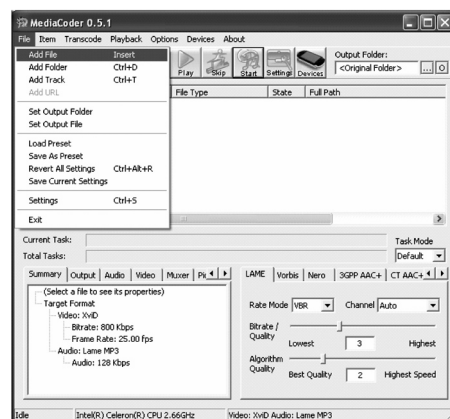 MediaCoder 0.5.1
File Item Transcode Playback Options Devices About
Add File Insert
Add Folder Ctrl+D
Add Track Ctrl+T
Add URL
Set Output Folder
Set Output File
Load Preset
Save As Preset
Revert All Settings Ctrl+Alt+R
Save Current Settings
Settings Ctrl+S
Exit
Play Skip Start Settings Devices
Output Folder:
<Original Folder> ... O
File Type State Full Path
Current Task:
Task Mode
Total Tasks:
Default
Summary Output Audio Video Muxer
(Select a file to see its properties)
Target Format
Video: XviD
Bitrate: 800 Kbps
Frame Rate: 25.00 fps
Audio: Lame MP3
Audio: 128 Kbps
LAME Vorbis Nero 3GPP AAC+ CT AAC+
Rate Mode VBR Channel Auto
Bitrate /
Quality
Lowest 3 Highest
Algorithm
Quality
Best Quality 2 Highest Speed
Idle Intel(R) Celeron(R) CPU 2.66GHz Video: XviD Audio: Lame MP3